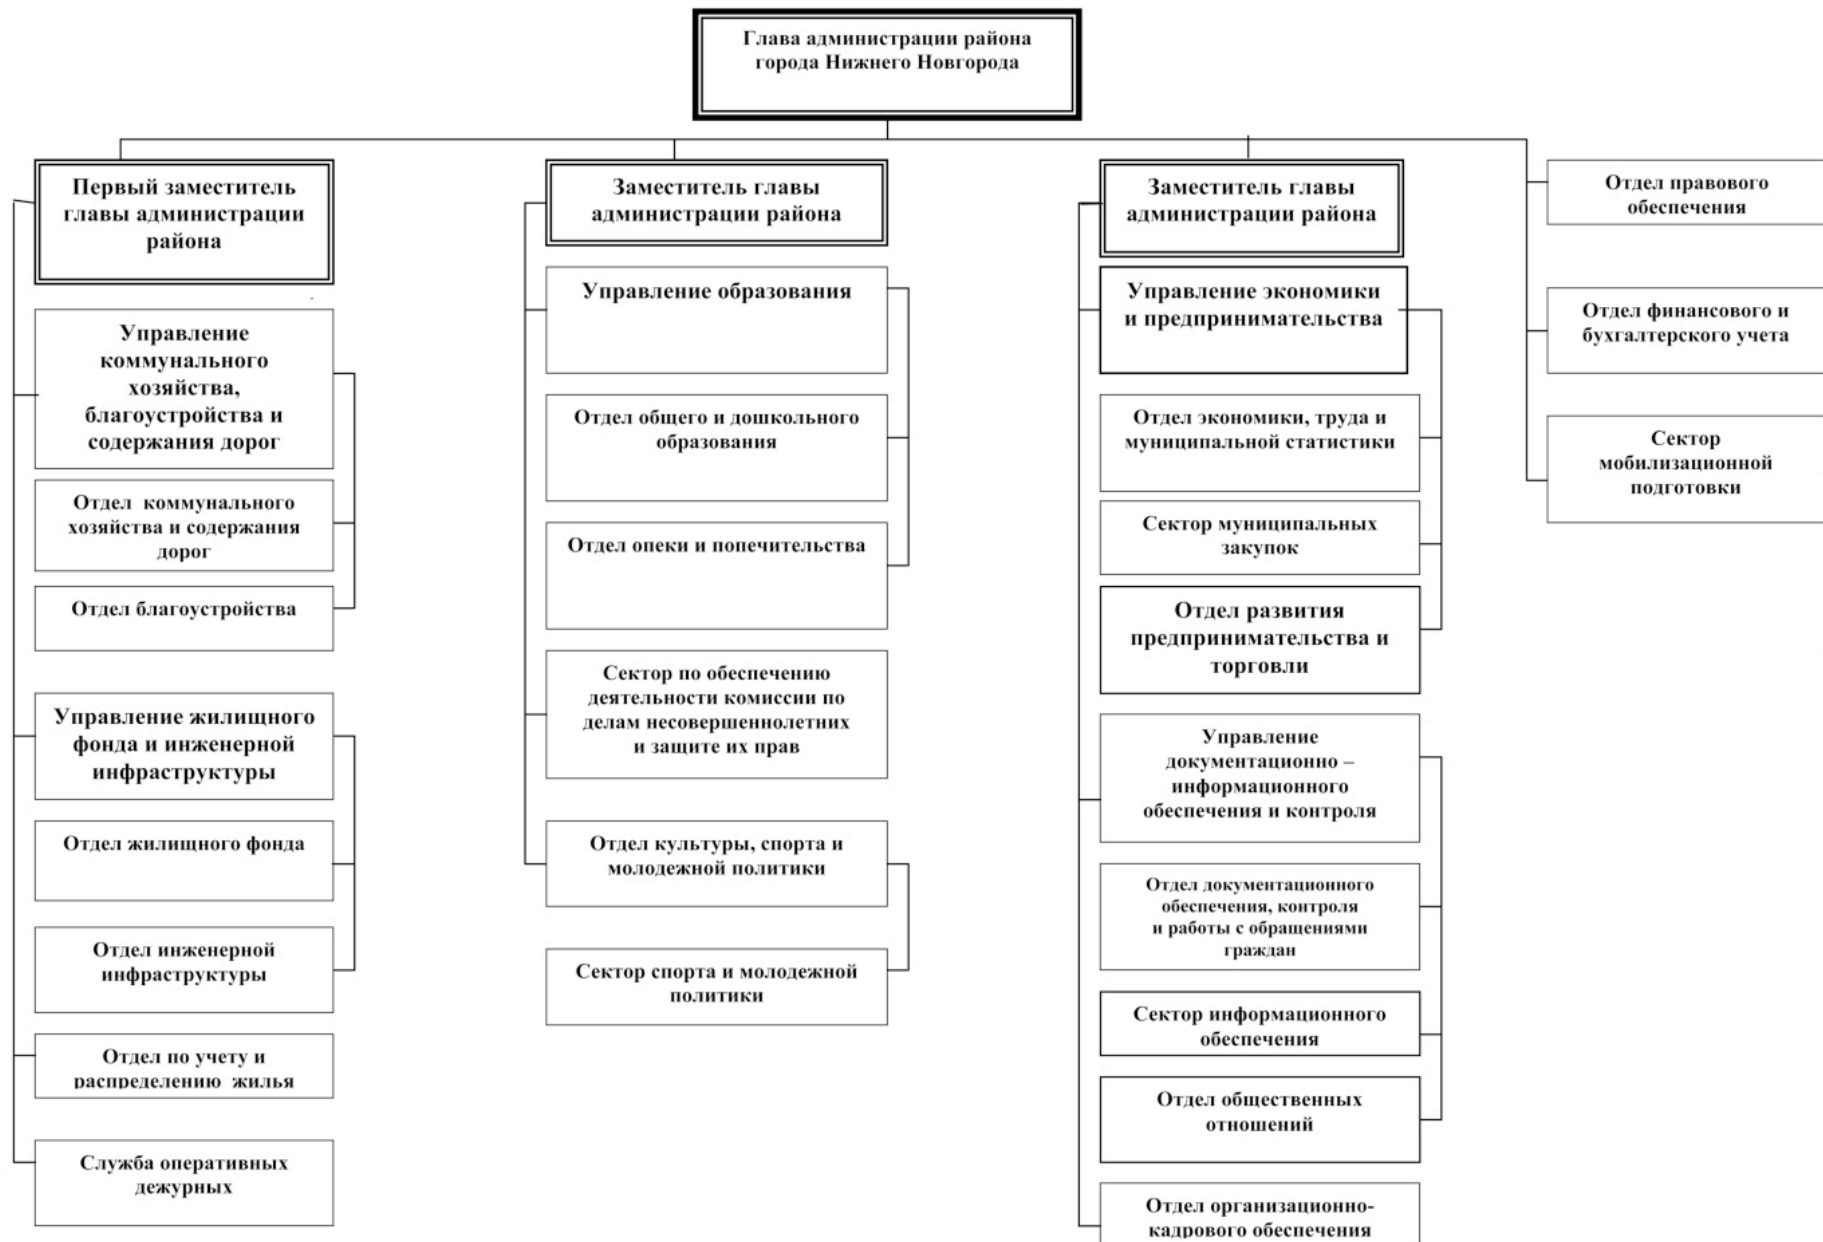 Глава администрации района
города Нижнего Новгорода
Первый заместитель
главы администрации
района
Управление
коммунального
хозяйства,
благоустройства и
содержания дорог
Отдел коммунального
хозяйства и содержания
дорог
Отдел благоустройства
Управление жилищного
фонда и инженерной
инфраструктуры
Отдел жилищного фонда
Отдел инженерной
инфраструктуры
Отдел по учету и
распределению жилья
Служба оперативных
дежурных
Заместитель главы
администрации района
Управление образования
Отдел общего и дошкольного
образования
Отдел опеки и попечительства
Сектор по обеспечению
деятельности комиссии по
делам несовершеннолетних
и защите их прав
Отдел культуры, спорта и
молодежной политики
Сектор спорта и молодежной
политики
Заместитель главы
администрации района
Управление экономики
и предпринимательства
Отдел экономики, труда и
муниципальной статистики
Сектор муниципальных
закупок
Отдел развития
предпринимательства и
торговли
Управление
документационно –
информационного
обеспечения и контроля
Отдел документационного
обеспечения, контроля
и работы с обращениями
граждан
Сектор информационного
обеспечения
Отдел общественных
отношений
Отдел организационно-
кадрового обеспечения
Отдел правового
обеспечения
Отдел финансового и
бухгалтерского учета
Сектор
мобилизационной
подготовки